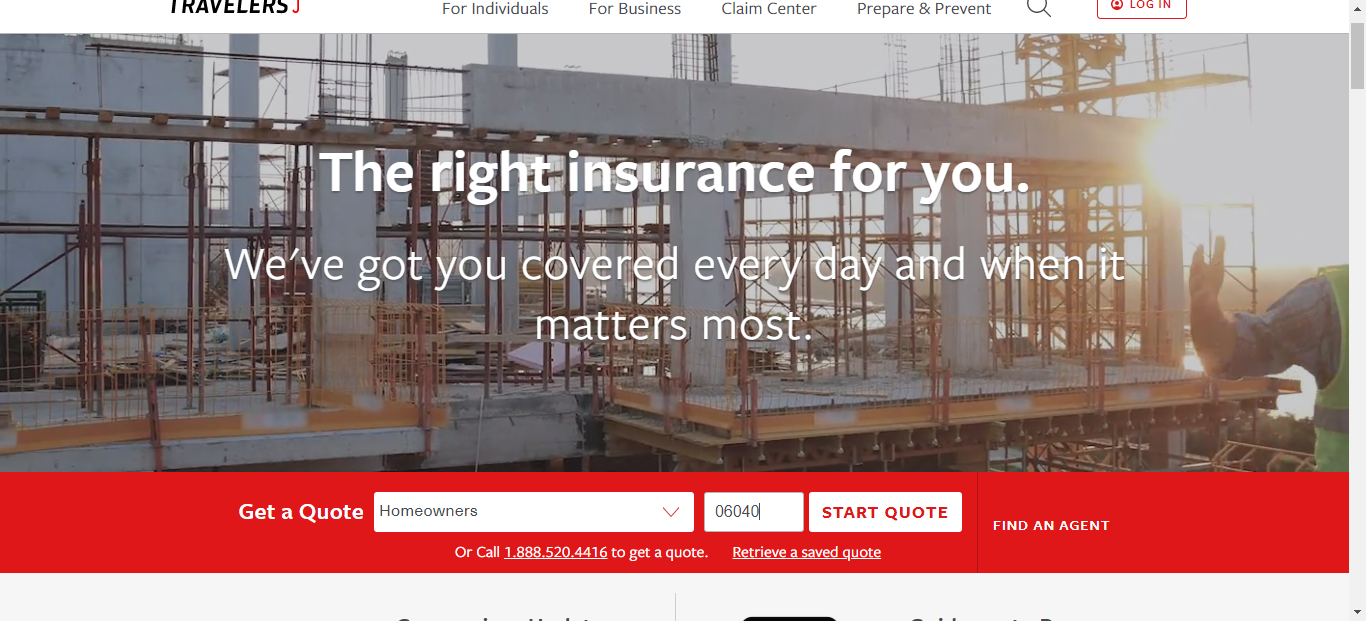 TRAVELERS
For Individuals
For Business
Claim Center
Prepare & Prevent
LOG IN
The right insurance for you.
We've got you covered every day and when it
matters most.
Get a Quote
Homeowners
06040
START QUOTE
FIND AN AGENT
Or Call 1.888.520.4416 to get a quote.
Retrieve a saved quote